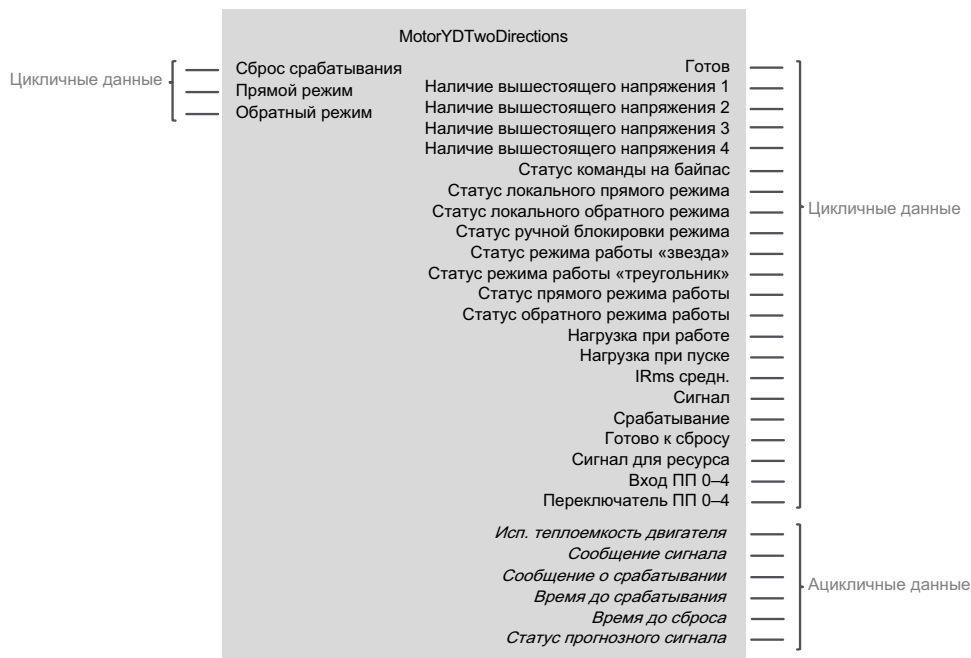 MotorYDTwoDirections
Цикличные данные
Сброс срабатывания
Прямой режим
Обратный режим
Готов
Наличие вышестоящего напряжения 1
Наличие вышестоящего напряжения 2
Наличие вышестоящего напряжения 3
Наличие вышестоящего напряжения 4
Статус команды на байпас
Статус локального прямого режима
Статус локального обратного режима
Статус ручной блокировки режима
Статус режима работы «звезда»
Статус режима работы «треугольник»
Статус прямого режима работы
Статус обратного режима работы
Нагрузка при работе
Нагрузка при пуске
IRms средн.
Сигнал
Срабатывание
Готово к сбросу
Сигнал для ресурса
Вход ПП 0–4
Переключатель ПП 0–4
Цикличные данные
Исп. теплоемкость двигателя
Сообщение сигнала
Сообщение о срабатывании
Время до срабатывания
Время до сброса
Статус прогнозного сигнала
Ацикличные данные